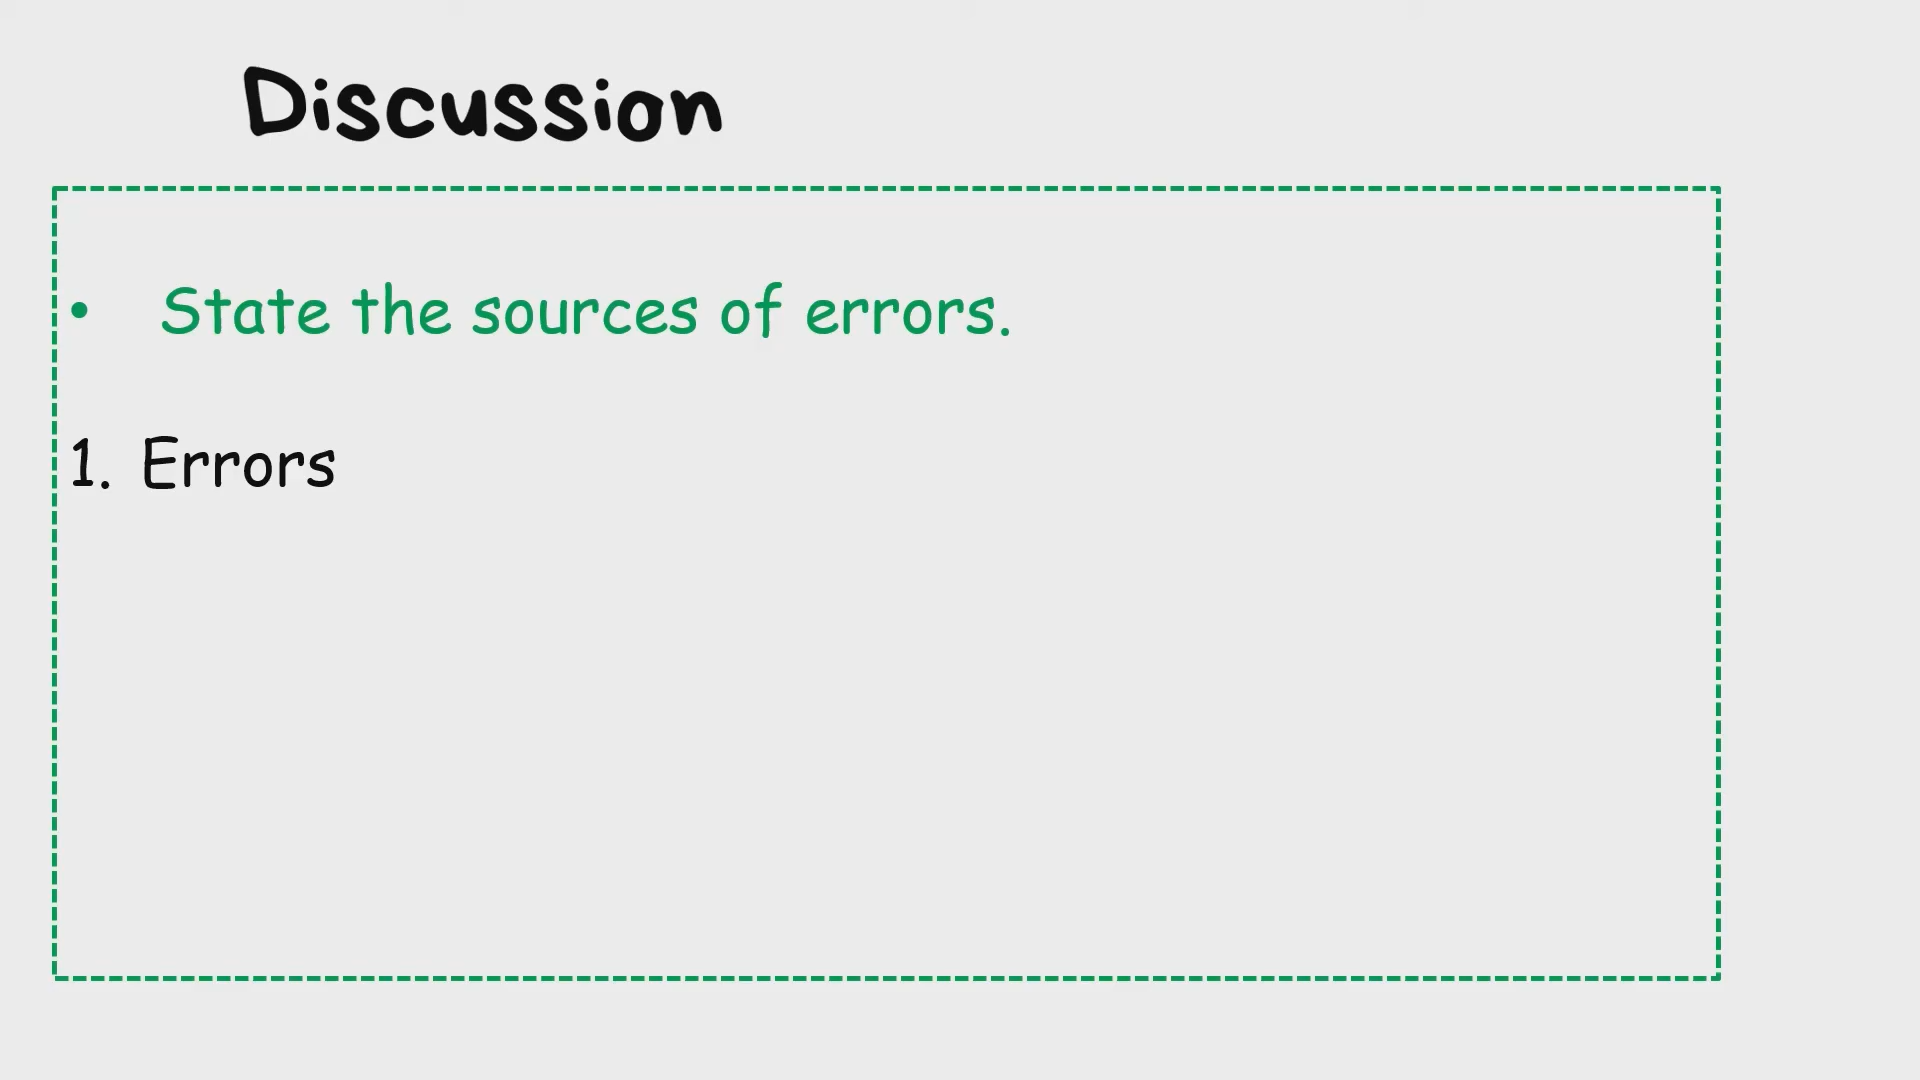 Discussion
• State the sources of errors.
1. Errors